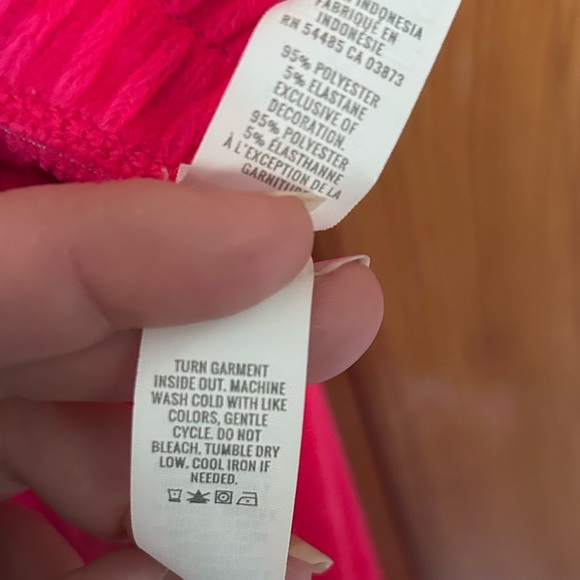 INDONESIA
FABRIQUÉ EN
INDONÉSIE
RN 54485 CA 03873
95% POLYESTER
5% ELASTANE
EXCLUSIVE OF
DECORATION.
95% POLYESTER
5% ÉLASTHANNE
À L'EXCEPTION DE LA
TURN GARMENT
INSIDE OUT. MACHINE
WASH COLD WITH LIKE
COLORS, GENTLE
CYCLE. DO NOT
BLEACH. TUMBLE DRY
LOW. COOL IRON IF
NEEDED.